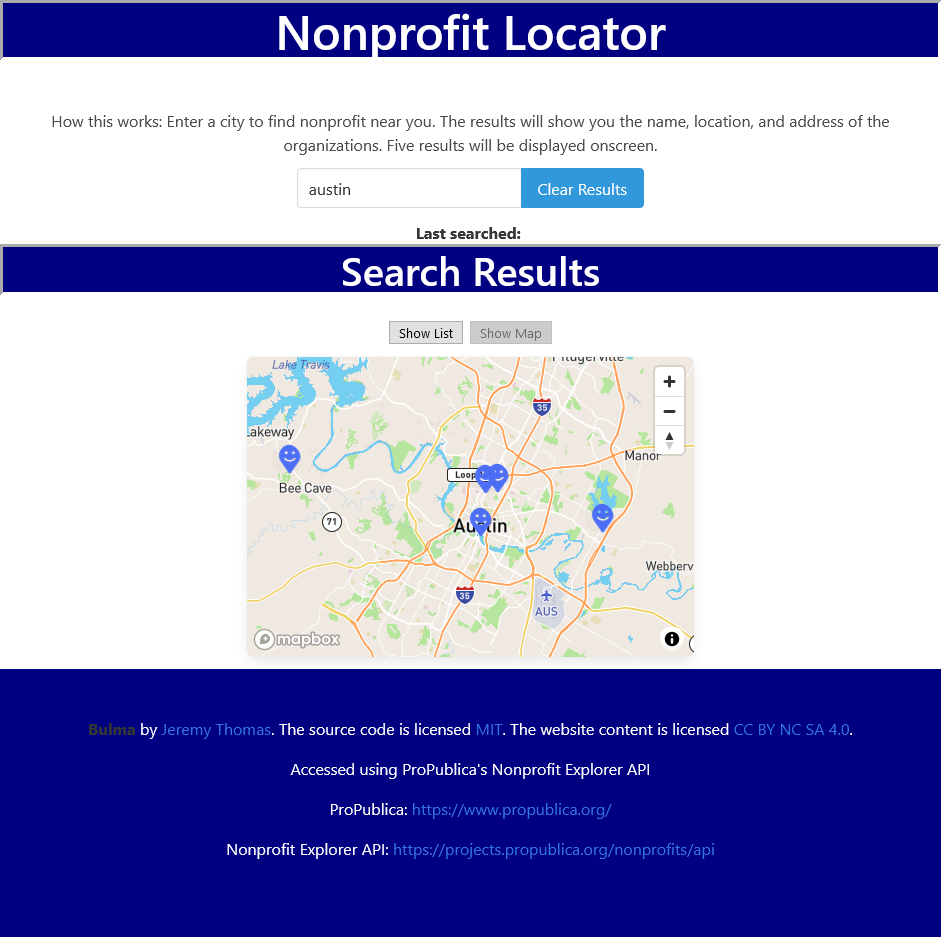 Nonprofit Locator
How this works: Enter a city to find nonprofit near you. The results will show you the name, location, and address of the
organizations. Five results will be displayed onscreen.
austin
Clear Results
Last searched:
Search Results
Show List
Show Map
Lake Travis
Pflugerville
35
Lakeway
Manor
Loop
Bee Cave
71
Austin
Webberv
35
AUS
mapbox
Bulma by Jeremy Thomas. The source code is licensed MIT. The website content is licensed CC BY NC SA 4.0.
Accessed using ProPublica's Nonprofit Explorer API
ProPublica: https://www.propublica.org/
Nonprofit Explorer API: https://projects.propublica.org/nonprofits/api